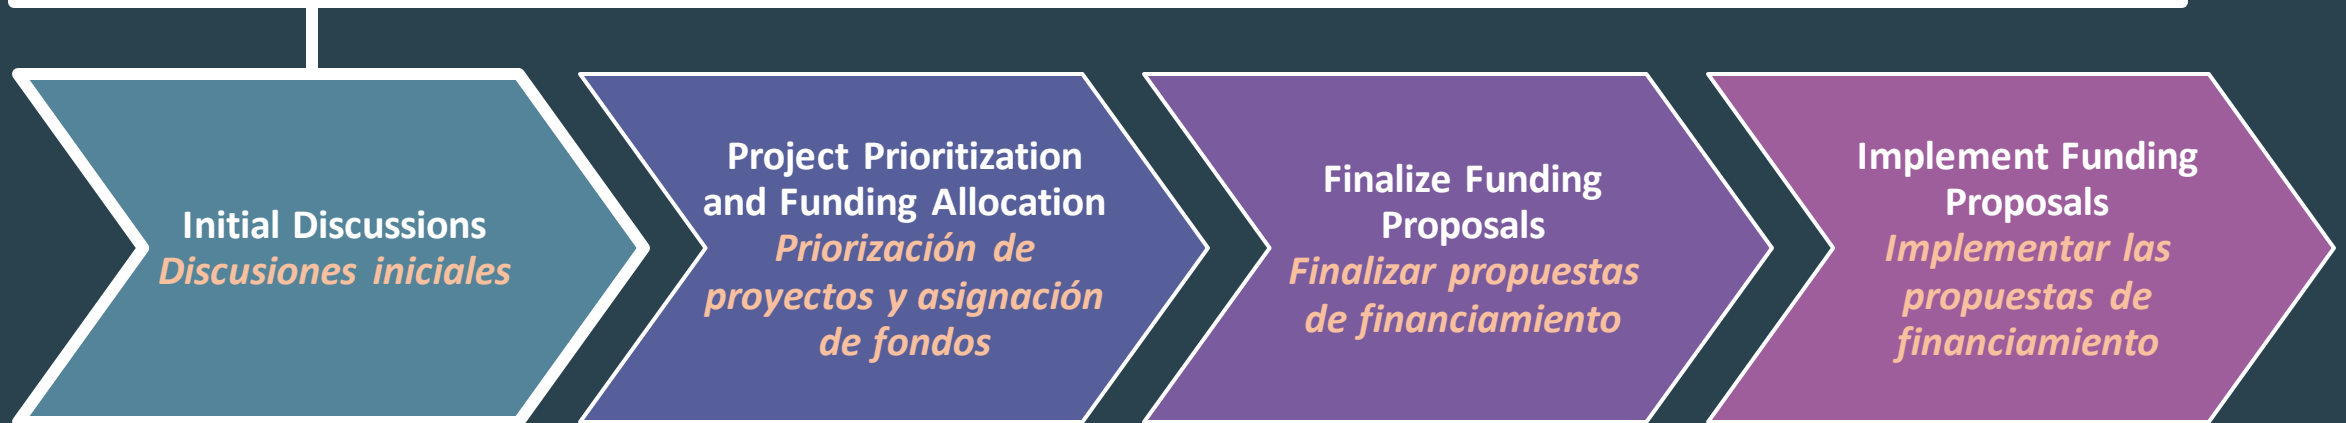 Initial Discussions
Discusiones iniciales
Project Prioritization
and Funding Allocation
Priorización de
proyectos y asignación
de fondos
Finalize Funding
Proposals
Finalizar propuestas
de financiamiento
Implement Funding
Proposals
Implementar las
propuestas de
financiamiento